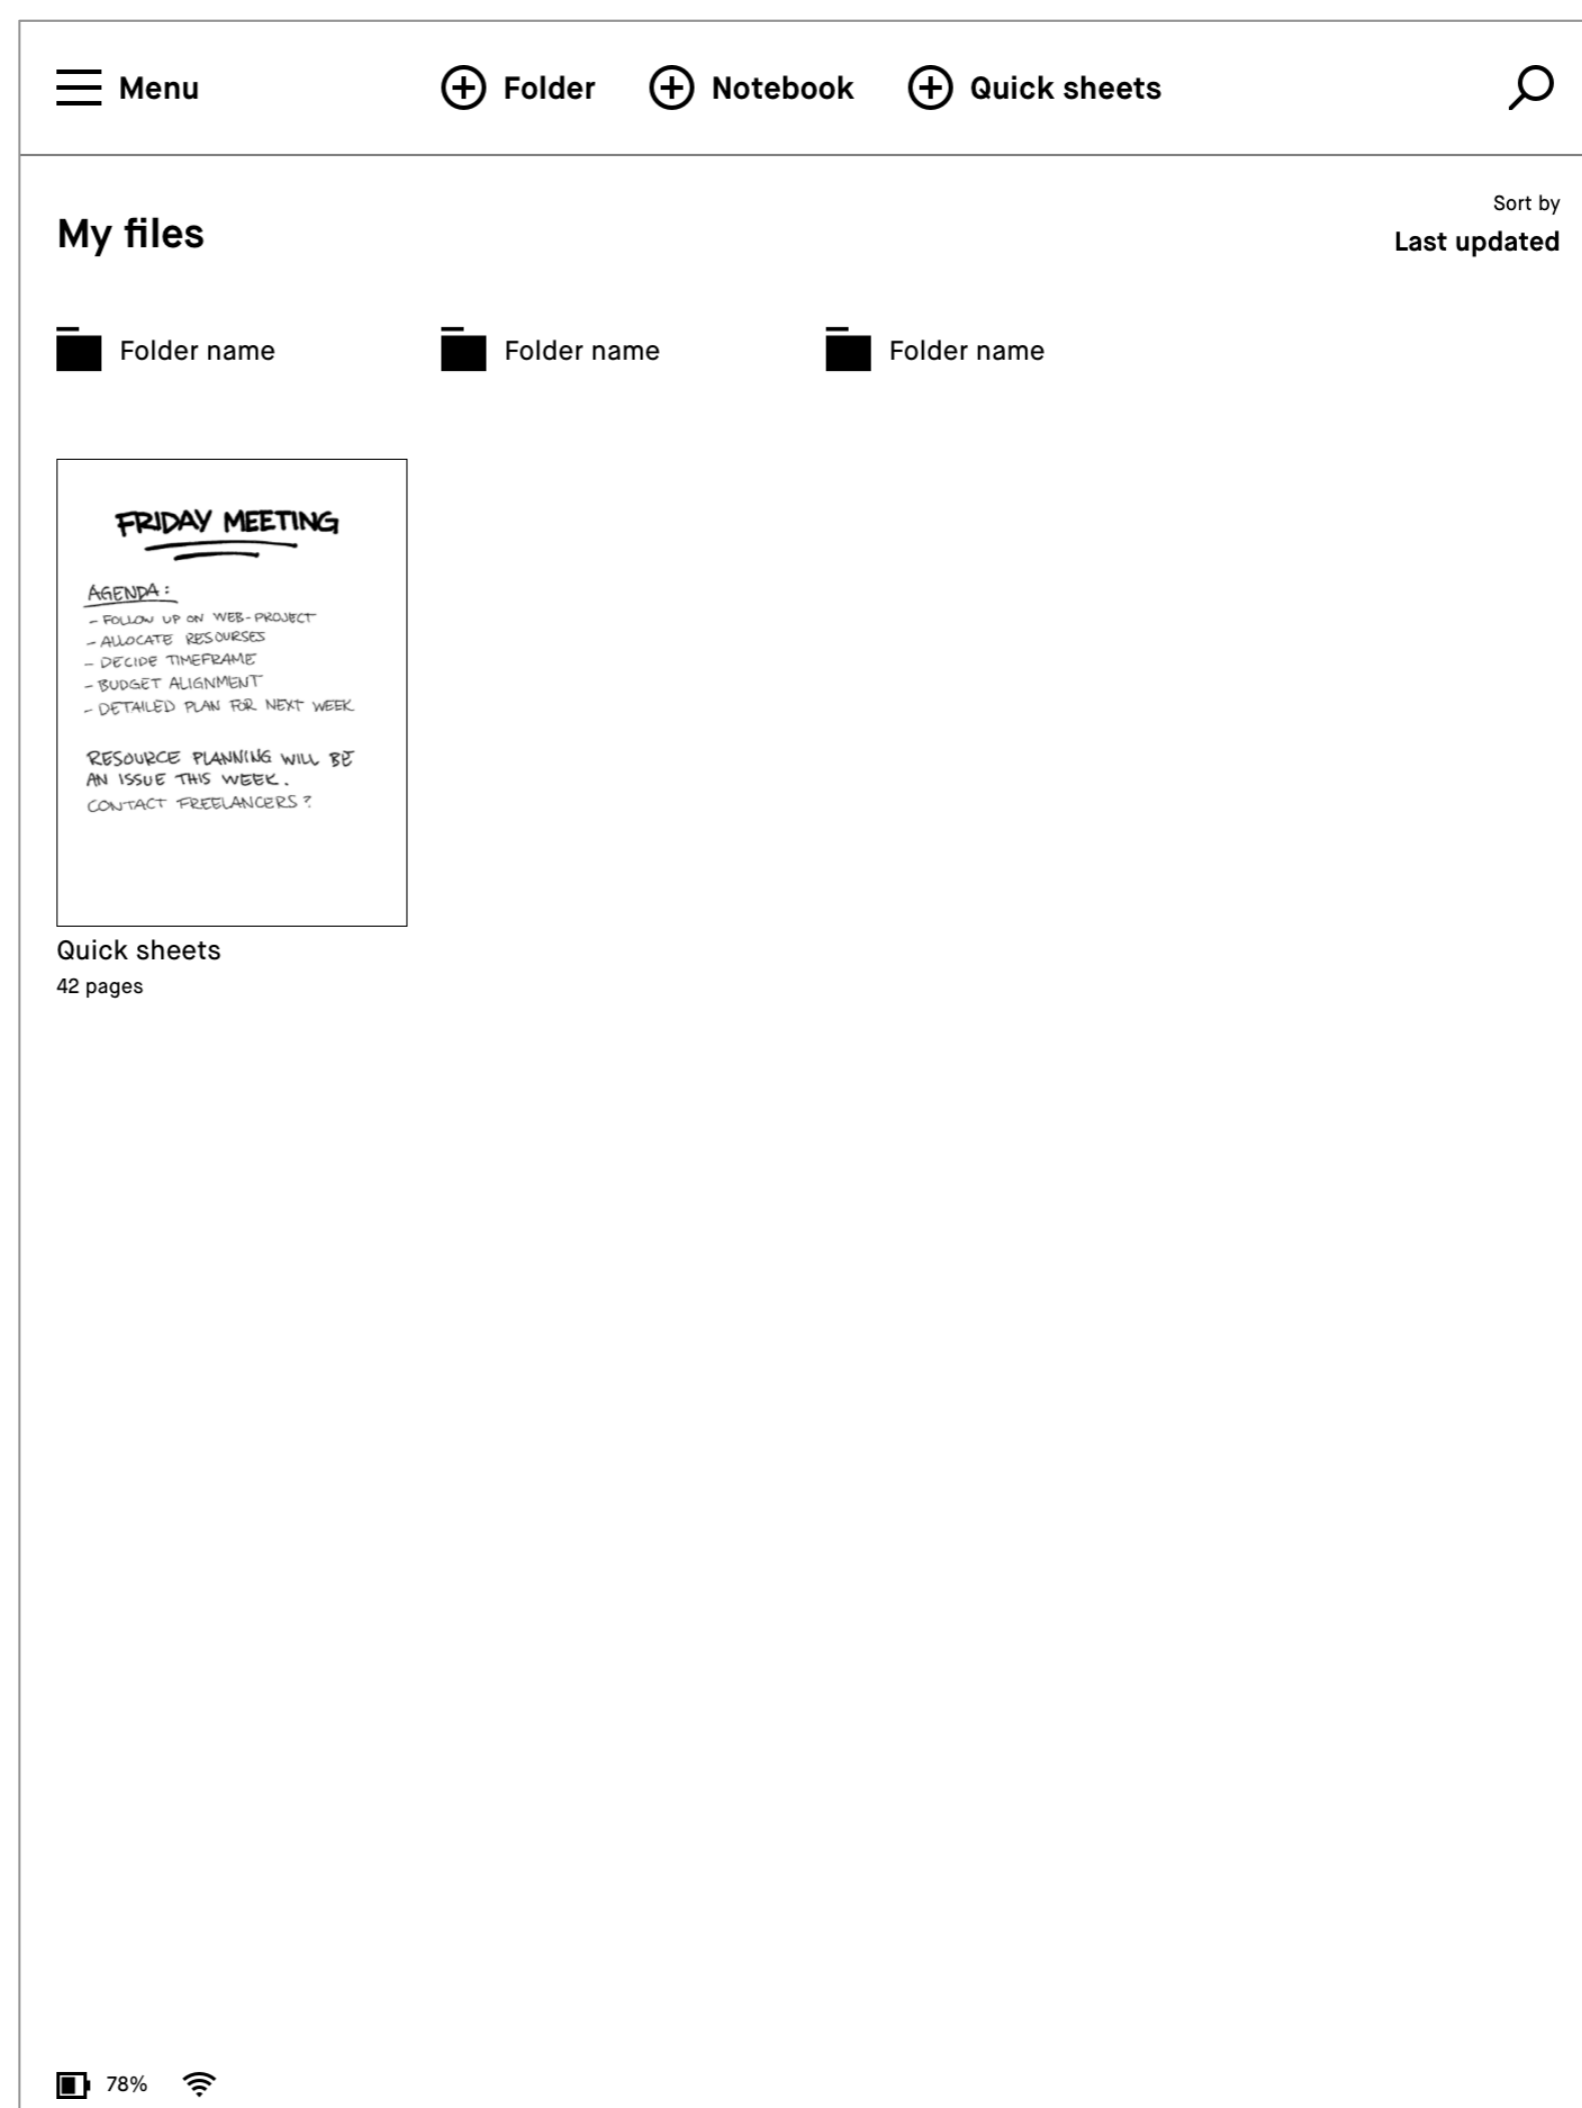 Menu
Folder
Notebook
Quick sheets
My files
Sort by
Last updated
Folder name
Folder name
Folder name
FRIDAY MEETING
AGENDA:
- FOLLOW UP ON WEB-PROJECT
- ALLOCATE RESOURSES
- DECIDE TIMEFRAME
- BUDGET ALIGNMENT
- DETAILED PLAN FOR NEXT WEEK
RESOURCE PLANNING WILL BE
AN ISSUE THIS WEEK.
CONTACT FREELANCERS?
Quick sheets
42 pages
78%